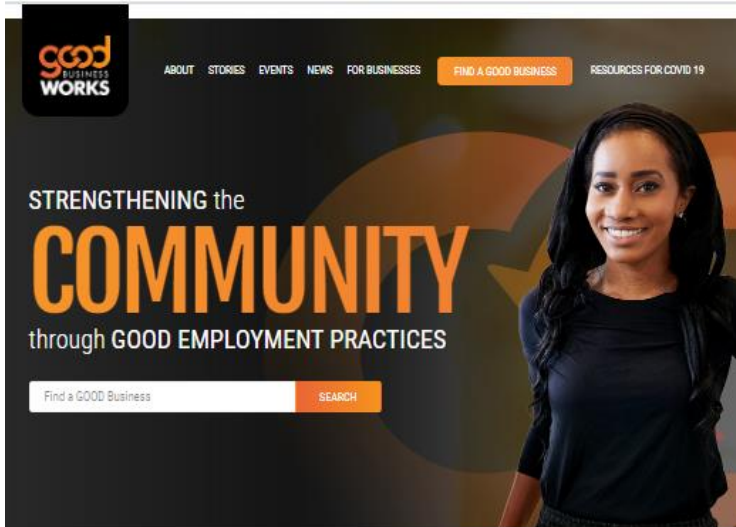 good
BUSINESS
WORKS
ABOUT STORIES EVENTS NEWS FOR BUSINESSES FIND A GOOD BUSINESS RESOURCES FOR COVID 19
STRENGTHENING the
COMMUNITY
through GOOD EMPLOYMENT PRACTICES
Find a GOOD Business SEARCH